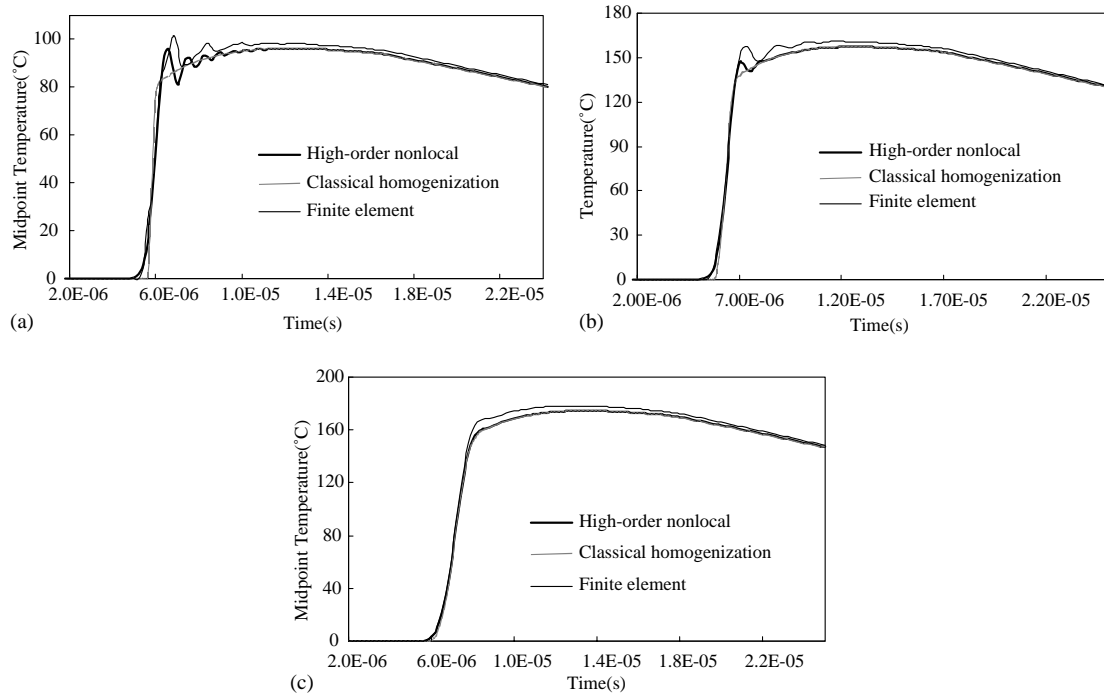 100
80
60
40
20
0
Midpoint Temperature(˚C)
High-order nonlocal
Classical homogenization
Finite element
2.0E-06 6.0E-06 1.0E-05 1.4E-05 1.8E-05 2.2E-05
Time(s)
(a)
180
150
120
90
60
30
0
Temperature(˚C)
High-order nonlocal
Classical homogenization
Finite element
2.00E-06 7.00E-06 1.20E-05 1.70E-05 2.20E-05
Time(s)
(b)
200
160
120
80
40
0
Midpoint Temperature(˚C)
High-order nonlocal
Classical homogenization
Finite element
2.0E-06 6.0E-06 1.0E-05 1.4E-05 1.8E-05 2.2E-05
Time(s)
(c)